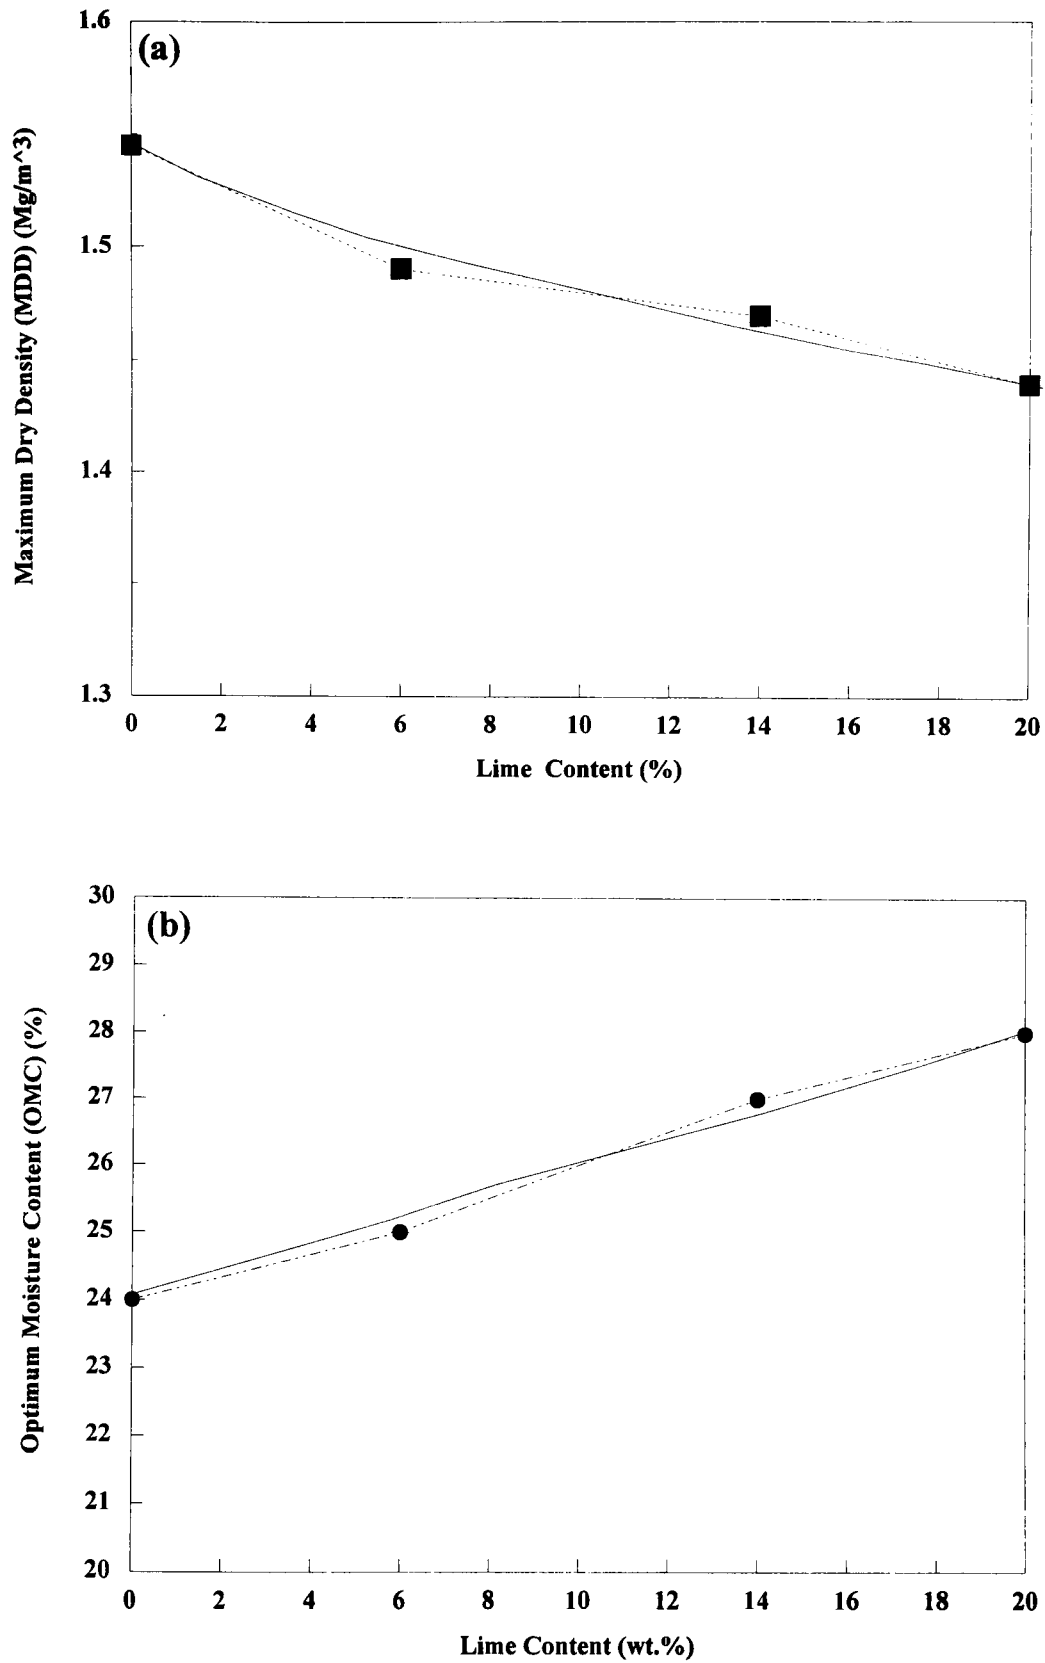 (a)
Maximum Dry Density (MDD) (Mg/m^3)
1.6
1.5
1.4
1.3
0 2 4 6 8 10 12 14 16 18 20
Lime Content (%)
(b)
Optimum Moisture Content (OMC) (%)
30
29
28
27
26
25
24
23
22
21
20
0 2 4 6 8 10 12 14 16 18 20
Lime Content (wt.%)